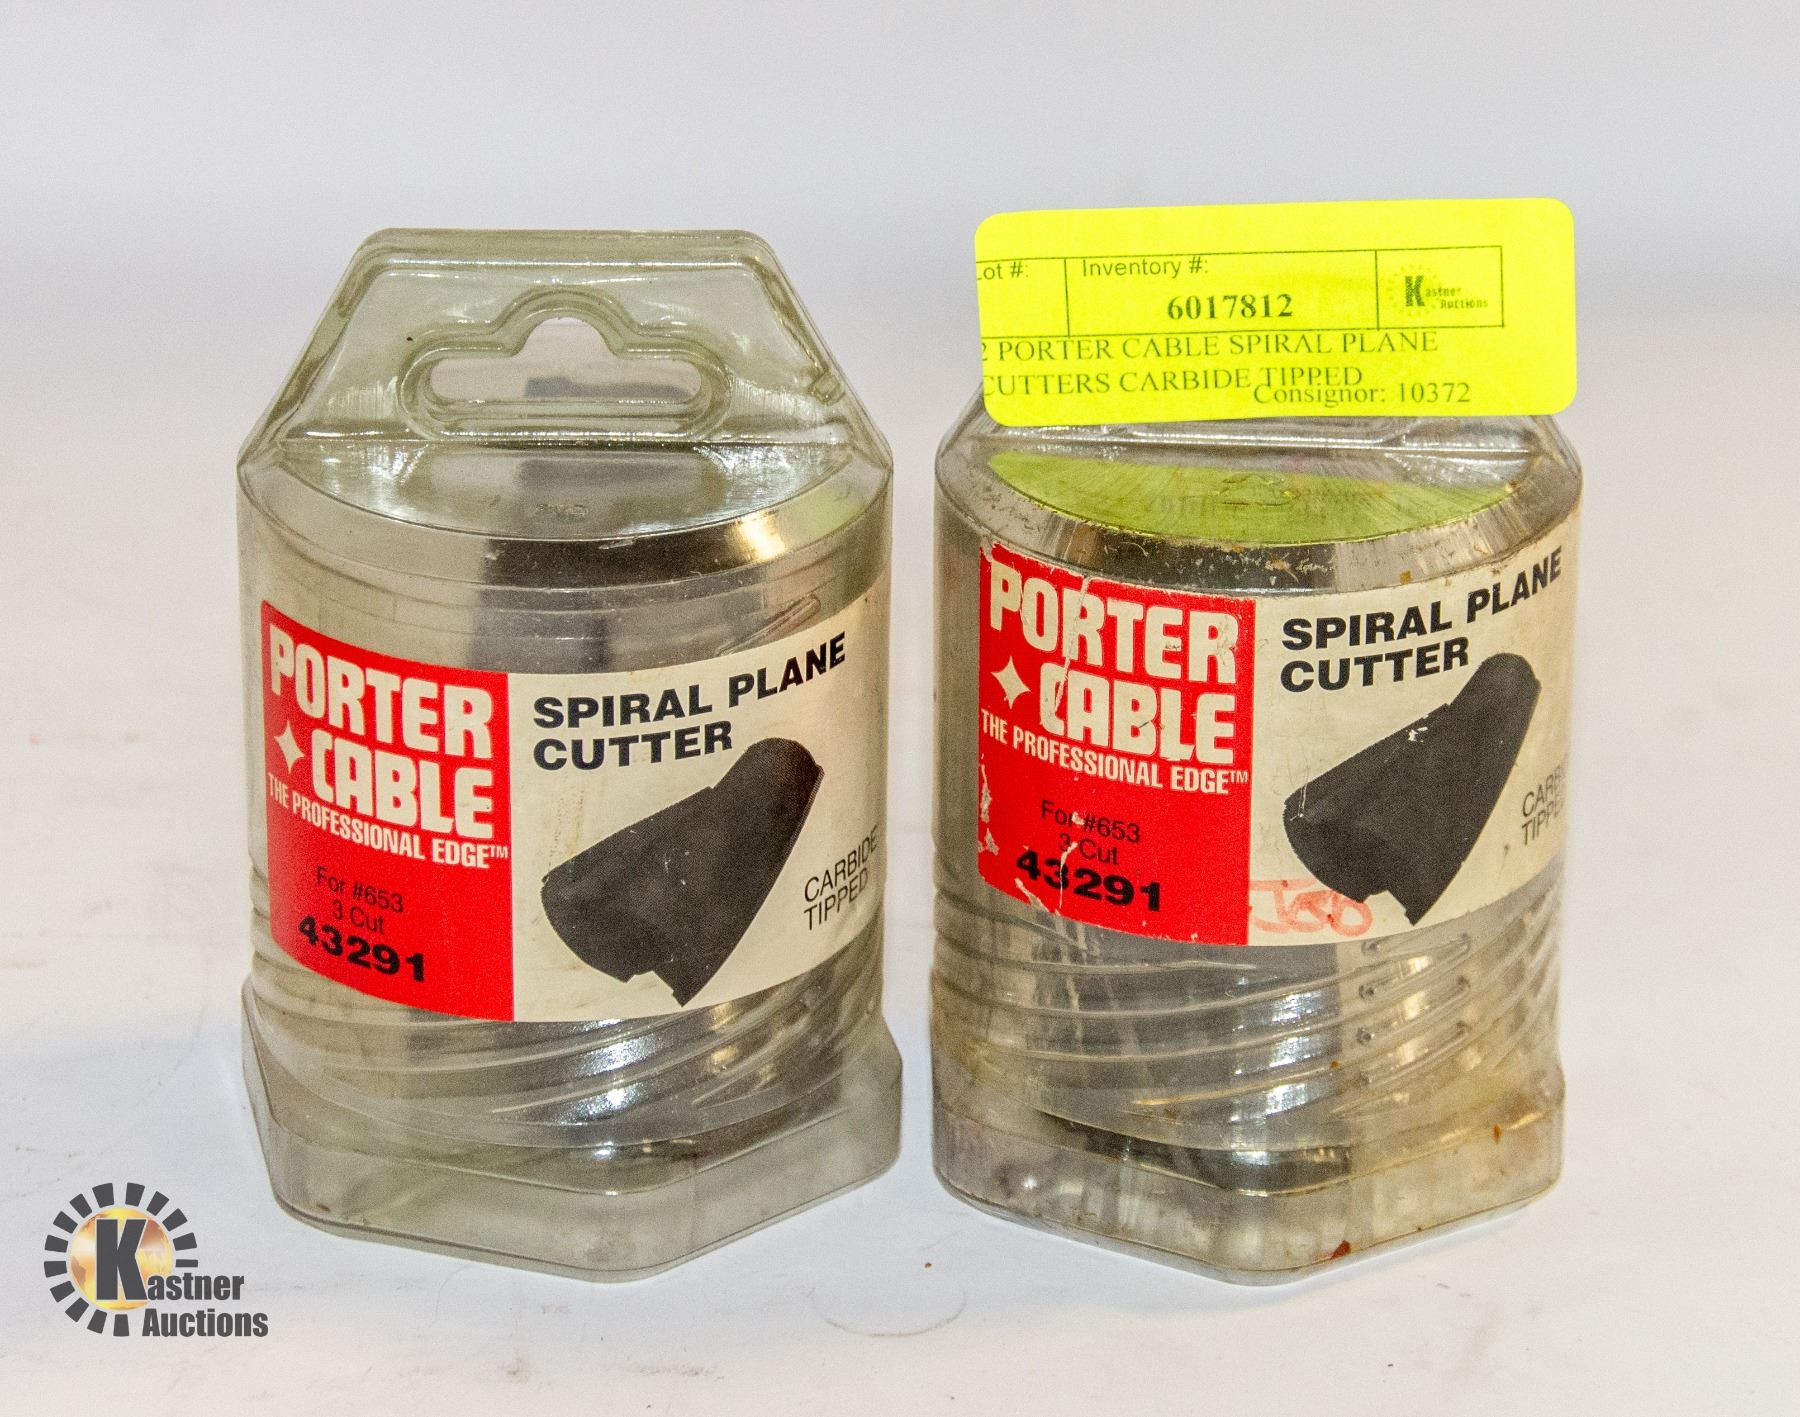 Lot #:
Inventory #:
6017812
Kastner
Auctions
2 PORTER CABLE SPIRAL PLANE
CUTTERS CARBIDE TIPPED
Consignor: 10372
PORTER
CABLE
THE PROFESSIONAL EDGE™
For #653
3 Cut
43291
SPIRAL PLANE
CUTTER
CARBIDE
TIPPED
PORTER
CABLE
THE PROFESSIONAL EDGE™
For #653
3 Cut
43291
SPIRAL PLANE
CUTTER
CARBIDE
TIPPED
Kastner
Auctions